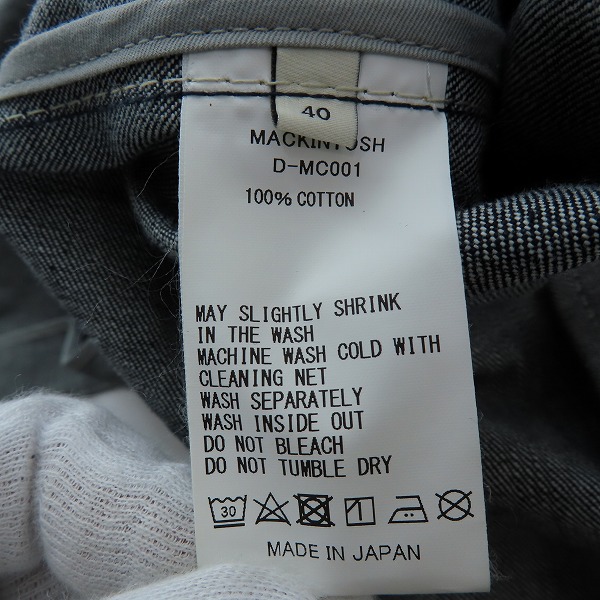 40
MACKINTOSH
D-MC001
100% COTTON
MAY SLIGHTLY SHRINK
IN THE WASH
MACHINE WASH COLD WITH
CLEANING NET
WASH SEPARATELY
WASH INSIDE OUT
DO NOT BLEACH
DO NOT TUMBLE DRY
30
MADE IN JAPAN